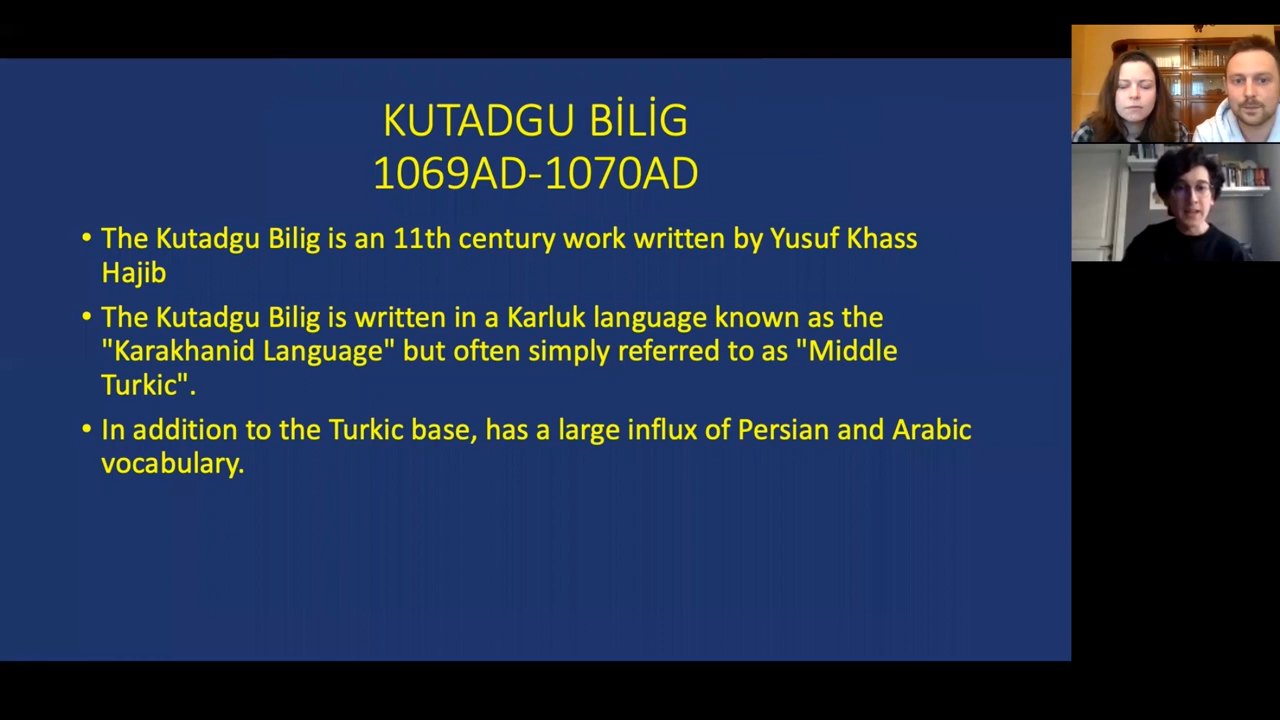 KUTADGU BİLİG
1069AD-1070AD
• The Kutadgu Bilig is an 11th century work written by Yusuf Khass
Hajib
• The Kutadgu Bilig is written in a Karluk language known as the
"Karakhanid Language" but often simply referred to as "Middle
Turkic".
• In addition to the Turkic base, has a large influx of Persian and Arabic
vocabulary.